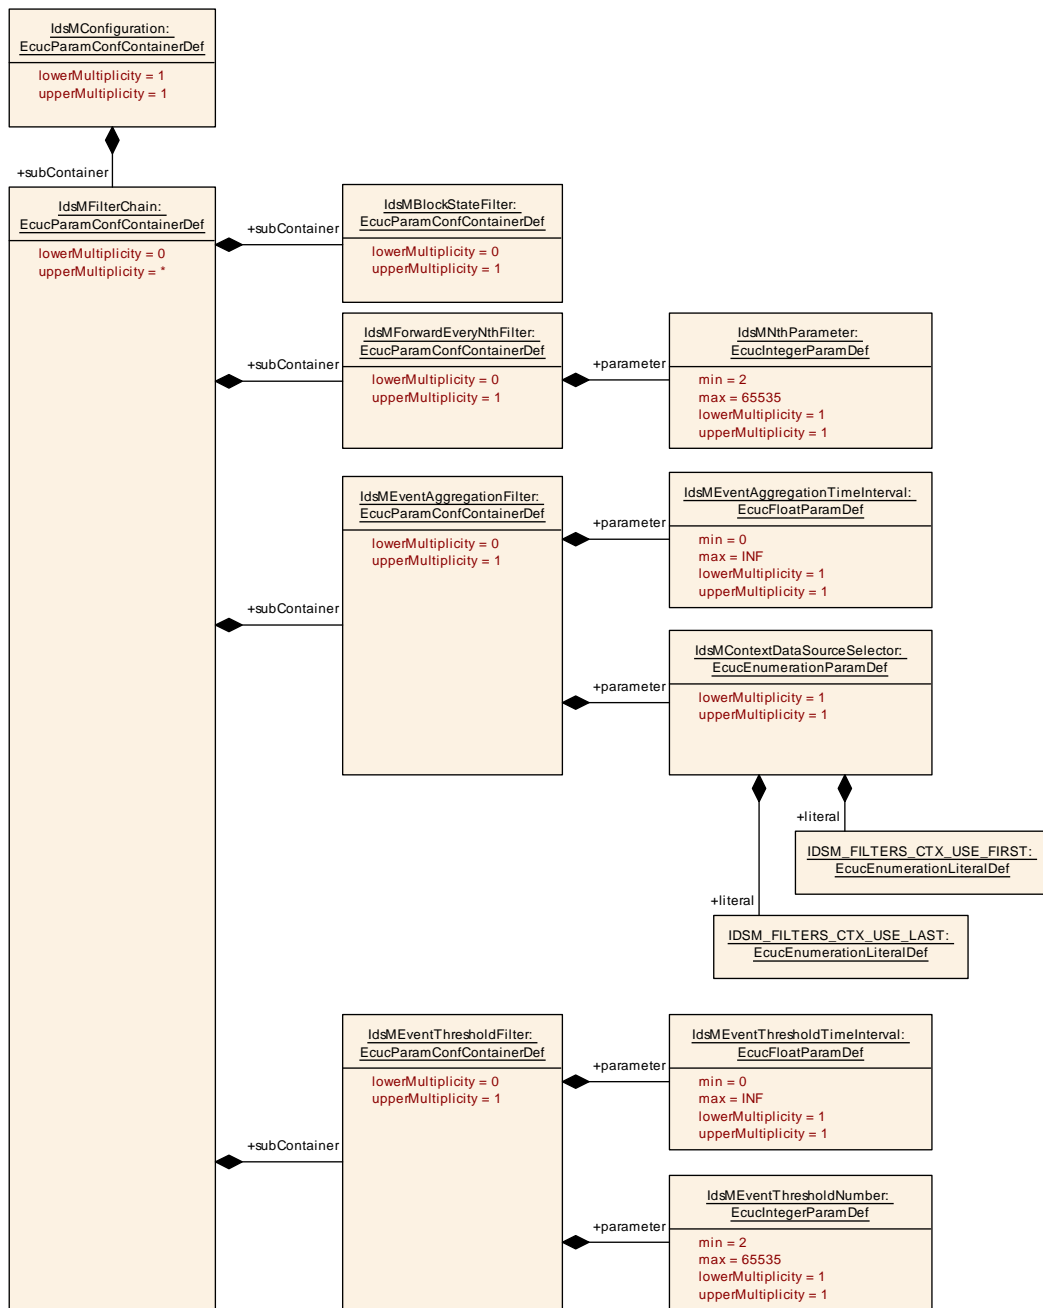 IdsMConfiguration:
EcucParamConfContainerDef
lowerMultiplicity = 1
upperMultiplicity = 1
+subContainer
IdsMFilterChain:
EcucParamConfContainerDef
lowerMultiplicity = 0
upperMultiplicity = *
+subContainer
IdsMBlockStateFilter:
EcucParamConfContainerDef
lowerMultiplicity = 0
upperMultiplicity = 1
+subContainer
IdsMForwardEveryNthFilter:
EcucParamConfContainerDef
lowerMultiplicity = 0
upperMultiplicity = 1
+parameter
IdsMNthParameter:
EcucIntegerParamDef
min = 2
max = 65535
lowerMultiplicity = 1
upperMultiplicity = 1
+subContainer
IdsMEventAggregationFilter:
EcucParamConfContainerDef
lowerMultiplicity = 0
upperMultiplicity = 1
+parameter
IdsMEventAggregationTimeInterval:
EcucFloatParamDef
min = 0
max = INF
lowerMultiplicity = 1
upperMultiplicity = 1
+parameter
IdsMContextDataSourceSelector:
EcucEnumerationParamDef
lowerMultiplicity = 1
upperMultiplicity = 1
+literal
IDSM_FILTERS_CTX_USE_FIRST:
EcucEnumerationLiteralDef
+literal
IDSM_FILTERS_CTX_USE_LAST:
EcucEnumerationLiteralDef
+subContainer
IdsMEventThresholdFilter:
EcucParamConfContainerDef
lowerMultiplicity = 0
upperMultiplicity = 1
+parameter
IdsMEventThresholdTimeInterval:
EcucFloatParamDef
min = 0
max = INF
lowerMultiplicity = 1
upperMultiplicity = 1
+parameter
IdsMEventThresholdNumber:
EcucIntegerParamDef
min = 2
max = 65535
lowerMultiplicity = 1
upperMultiplicity = 1